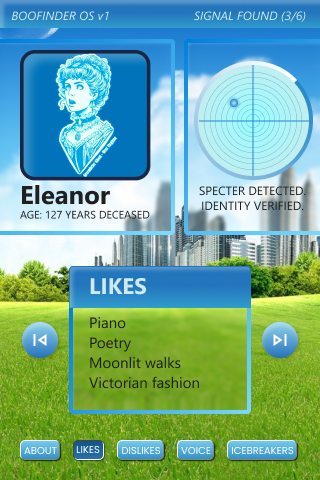 BOOFINDER OS v1
SIGNAL FOUND (3/6)
Eleanor
AGE: 127 YEARS DECEASED
SPECTER DETECTED.
IDENTITY VERIFIED.
LIKES
Piano
Poetry
Moonlit walks
Victorian fashion
ABOUT
LIKES
DISLIKES
VOICE
ICEBREAKERS